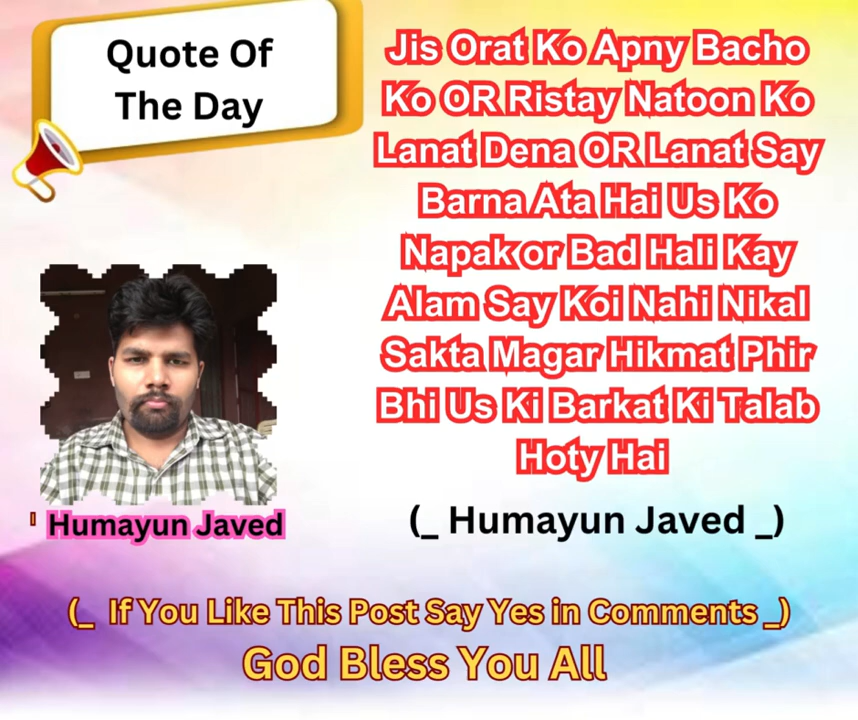 Quote Of
The Day
Jis Orat Ko Apny Bacho
Ko OR Ristay Natoon Ko
Lanat Dena OR Lanat Say
Barna Ata Hai Us Ko
Napak or Bad Hali Kay
Alam Say Koi Nahi Nikal
Sakta Magar Hikmat Phir
Bhi Us Ki Barkat Ki Talab
Hoty Hai
(_ Humayun Javed _)
' Humayun Javed
(_ If You Like This Post Say Yes in Comments _)
God Bless You All